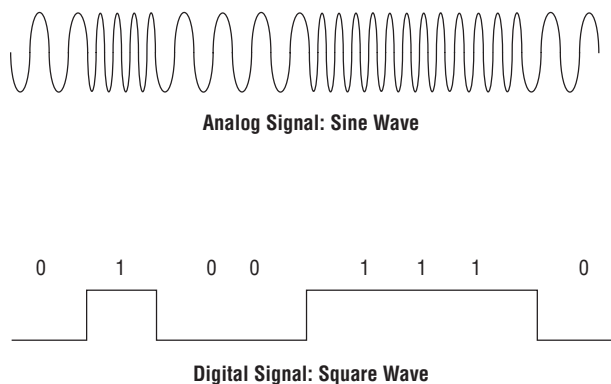 Analog Signal: Sine Wave
0 1 0 0 1 1 1 0
Digital Signal: Square Wave